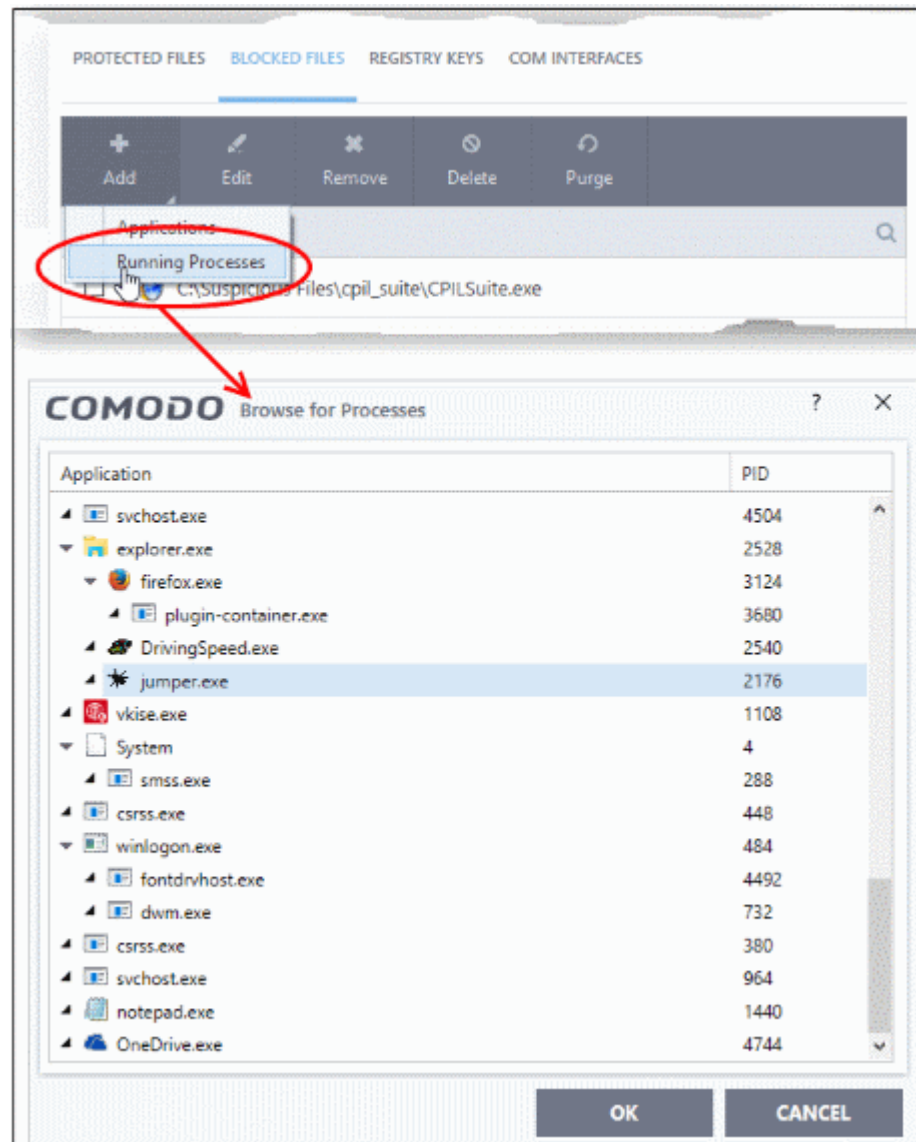 PROTECTED FILES BLOCKED FILES REGISTRY KEYS COM INTERFACES
Add Edit Remove Delete Purge
Applications
Running Processes
C:\Suspicious Files\cpil_suite\CPILSuite.exe
COMODO Browse for Processes ? ✕
Application PID
svchost.exe 4504
explorer.exe 2528
firefox.exe 3124
plugin-container.exe 3680
DrivingSpeed.exe 2540
jumper.exe 2176
vkise.exe 1108
System 4
smss.exe 288
csrss.exe 448
winlogon.exe 484
fontdrvhost.exe 4492
dwm.exe 732
csrss.exe 380
svchost.exe 964
notepad.exe 1440
OneDrive.exe 4744
OK CANCEL